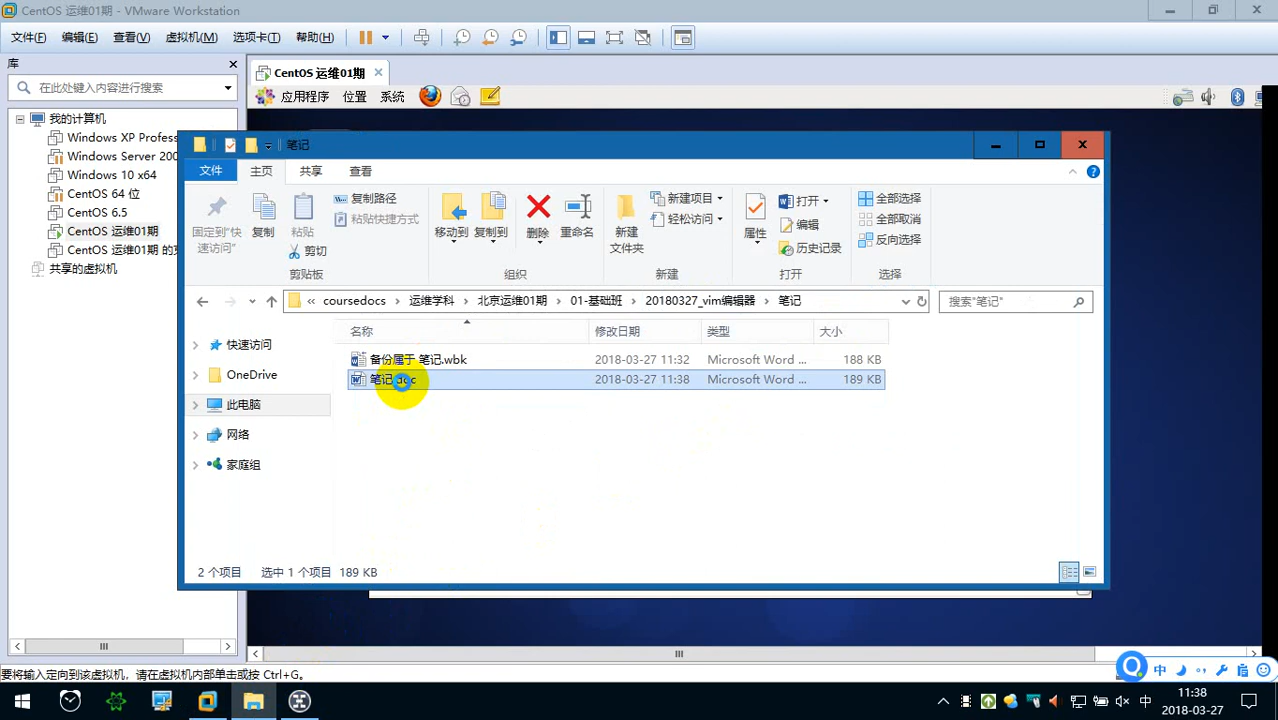 CentOS 运维01期 - VMware Workstation
文件(F) 编辑(E) 查看(V) 虚拟机(M) 选项卡(T) 帮助(H)
库
在此处键入内容进行搜索
我的计算机
Windows XP Profess
Windows Server 200
Windows 10 x64
CentOS 64 位
CentOS 6.5
CentOS 运维01期
CentOS 运维01期 的
共享的虚拟机
CentOS 运维01期
应用程序 位置 系统
笔记
文件 主页 共享 查看
固定到“快速访问”
复制
粘贴
复制路径
粘贴快捷方式
剪切
剪贴板
移动到
复制到
删除
重命名
组织
新建
文件夹
新建项目
轻松访问
新建
属性
打开
编辑
历史记录
打开
全部选择
全部取消
反向选择
选择
« coursedocs 运维学科 北京运维01期 01-基础班 20180327_vim编辑器 笔记
搜索"笔记"
快速访问
OneDrive
此电脑
网络
家庭组
名称 修改日期 类型 大小
备份属于 笔记.wbk 2018-03-27 11:32 Microsoft Word ... 188 KB
笔记.doc 2018-03-27 11:38 Microsoft Word ... 189 KB
2 个项目 选中 1 个项目 189 KB
要将输入定向到该虚拟机，请在虚拟机内部单击或按 Ctrl+G。
中
中
11:38
2018-03-27